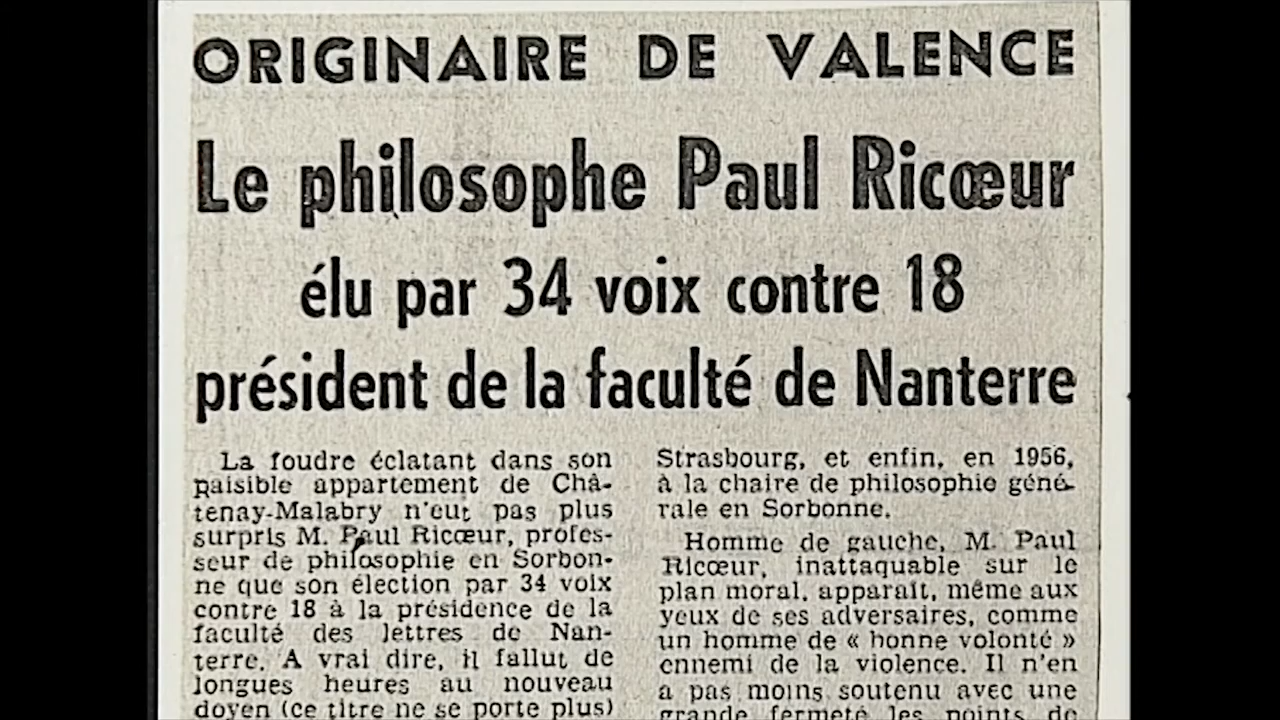 ORIGINAIRE DE VALENCE
Le philosophe Paul Ricœur
élu par 34 voix contre 18
président de la faculté de Nanterre
La foudre éclatant dans son
paisible appartement de Châ-
tenay-Malabry n'eut pas plus
surpris M. Paul Ricœur, profes-
seur de philosophie en Sorbon-
ne que son élection par 34 voix
contre 18 à la présidence de la
faculté des lettres de Nan-
terre. A vrai dire, il fallut de
longues heures au nouveau
doyen (ce titre ne se porte plus)
Strasbourg, et enfin, en 1956,
à la chaire de philosophie géné-
rale en Sorbonne.
Homme de gauche, M. Paul
Ricœur, inattaquable sur le
plan moral, apparaît, même aux
yeux de ses adversaires, comme
un homme de « bonne volonté »
ennemi de la violence. Il n'en
a pas moins soutenu avec une
grande fermeté les points de